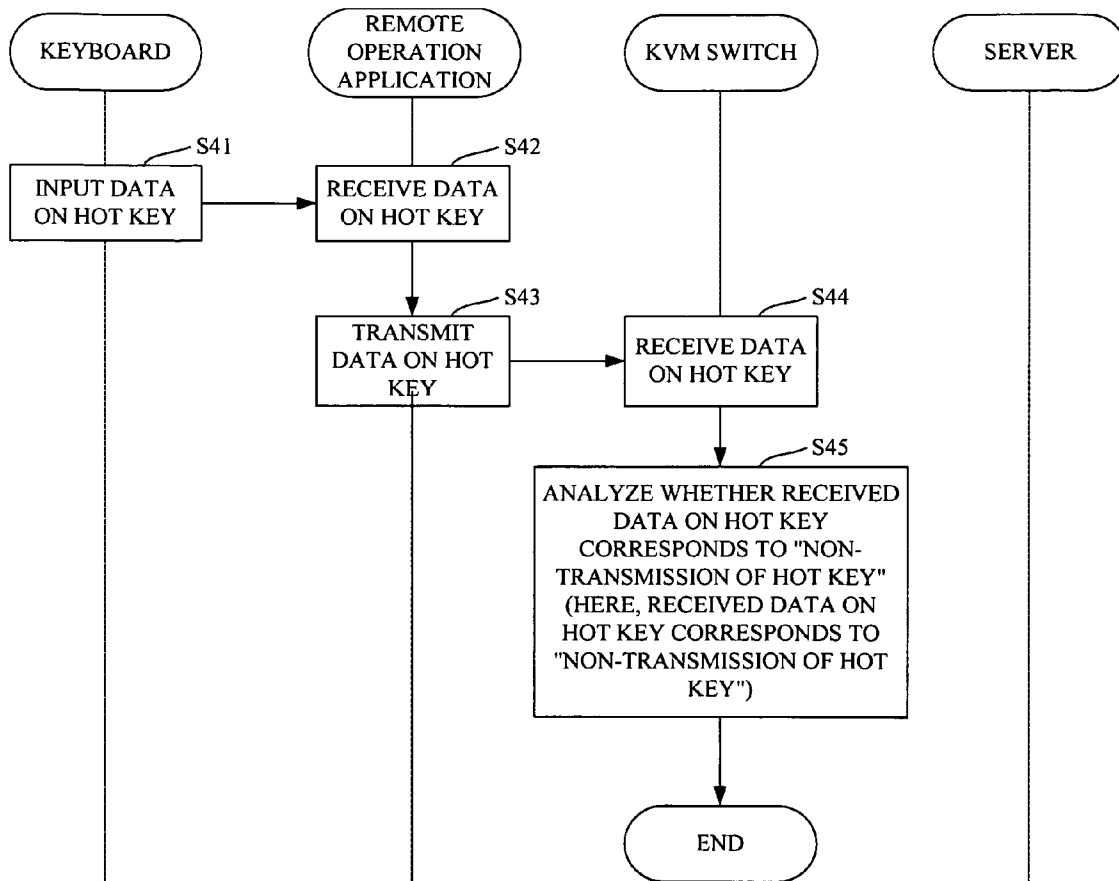 KEYBOARD
REMOTE
OPERATION
APPLICATION
KVM SWITCH
SERVER
S41
INPUT DATA
ON HOT KEY
S42
RECEIVE DATA
ON HOT KEY
S43
TRANSMIT
DATA ON HOT
KEY
S44
RECEIVE DATA
ON HOT KEY
S45
ANALYZE WHETHER RECEIVED
DATA ON HOT KEY
CORRESPONDS TO "NON-
TRANSMISSION OF HOT KEY"
(HERE, RECEIVED DATA ON
HOT KEY CORRESPONDS TO
"NON-TRANSMISSION OF HOT
KEY")
END